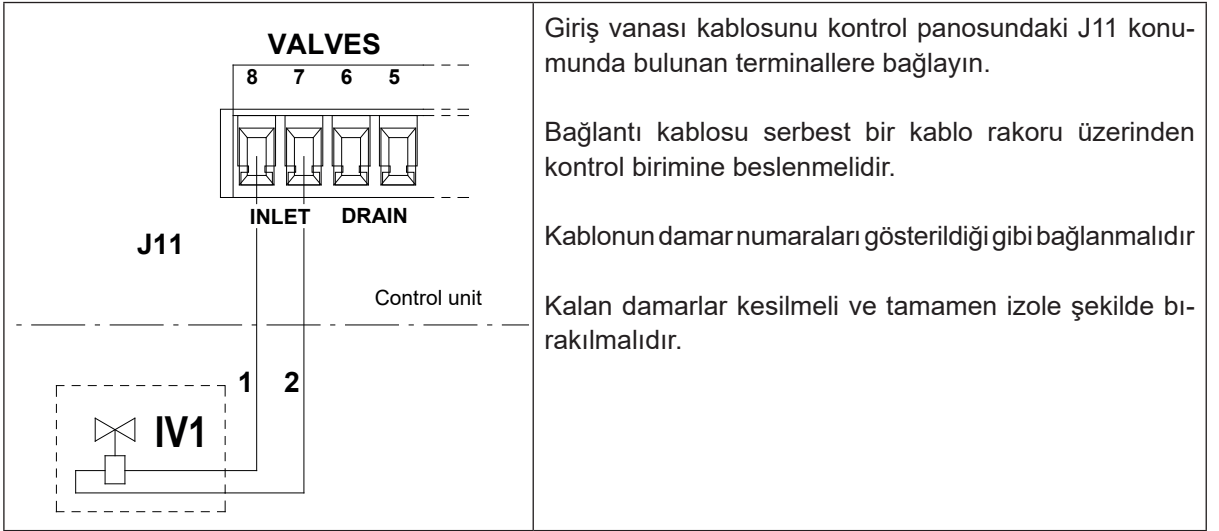 VALVES
8 7 6 5
INLET DRAIN
J11
Control unit
1 2
IV1
Giriş vanası kablosunu kontrol panosundaki J11 konu-
munda bulunan terminallere bağlayın.
Bağlantı kablosu serbest bir kablo rakoru üzerinden
kontrol birimine beslenmelidir.
Kablonun damar numaraları gösterildiği gibi bağlanmalıdır
Kalan damarlar kesilmeli ve tamamen izole şekilde bı-
rakılmalıdır.